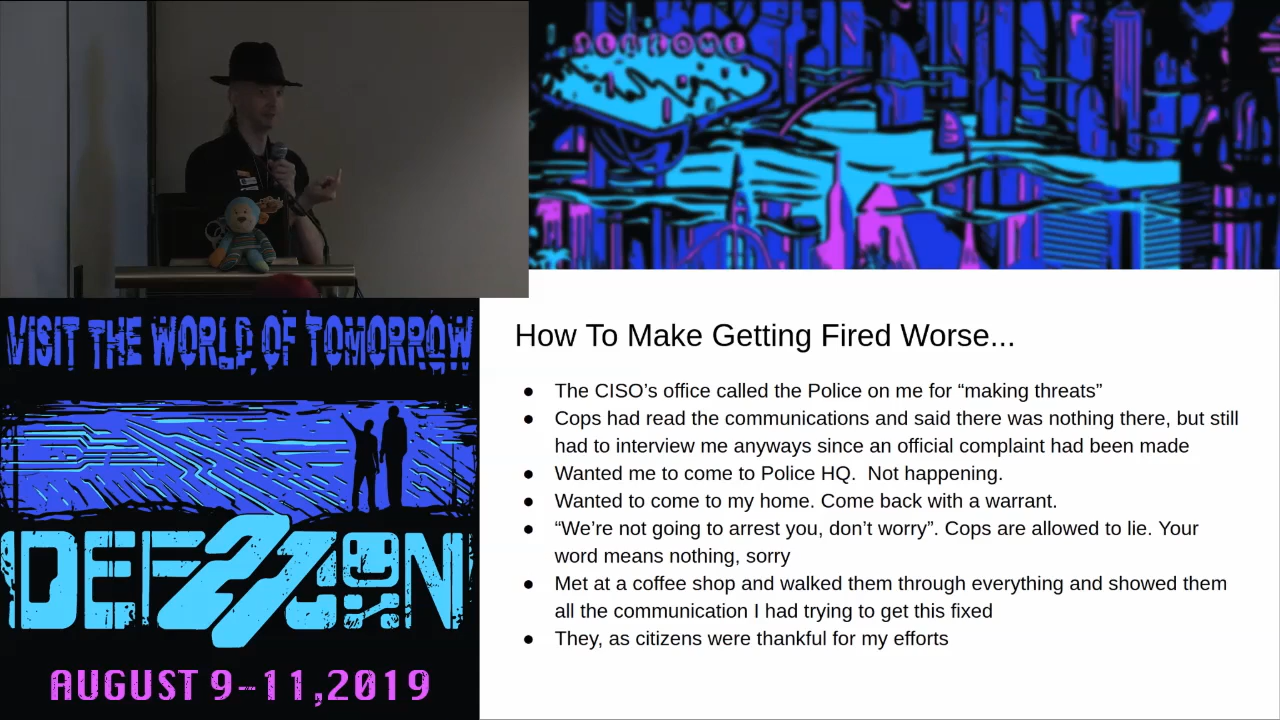 WELCOME
VISIT THE WORLD OF TOMORROW
DEF27CON
AUGUST 9-11,2019
How To Make Getting Fired Worse...
● The CISO’s office called the Police on me for “making threats”
● Cops had read the communications and said there was nothing there, but still
had to interview me anyways since an official complaint had been made
● Wanted me to come to Police HQ.  Not happening.
● Wanted to come to my home. Come back with a warrant.
● “We’re not going to arrest you, don’t worry”. Cops are allowed to lie. Your
word means nothing, sorry
● Met at a coffee shop and walked them through everything and showed them
all the communication I had trying to get this fixed
● They, as citizens were thankful for my efforts